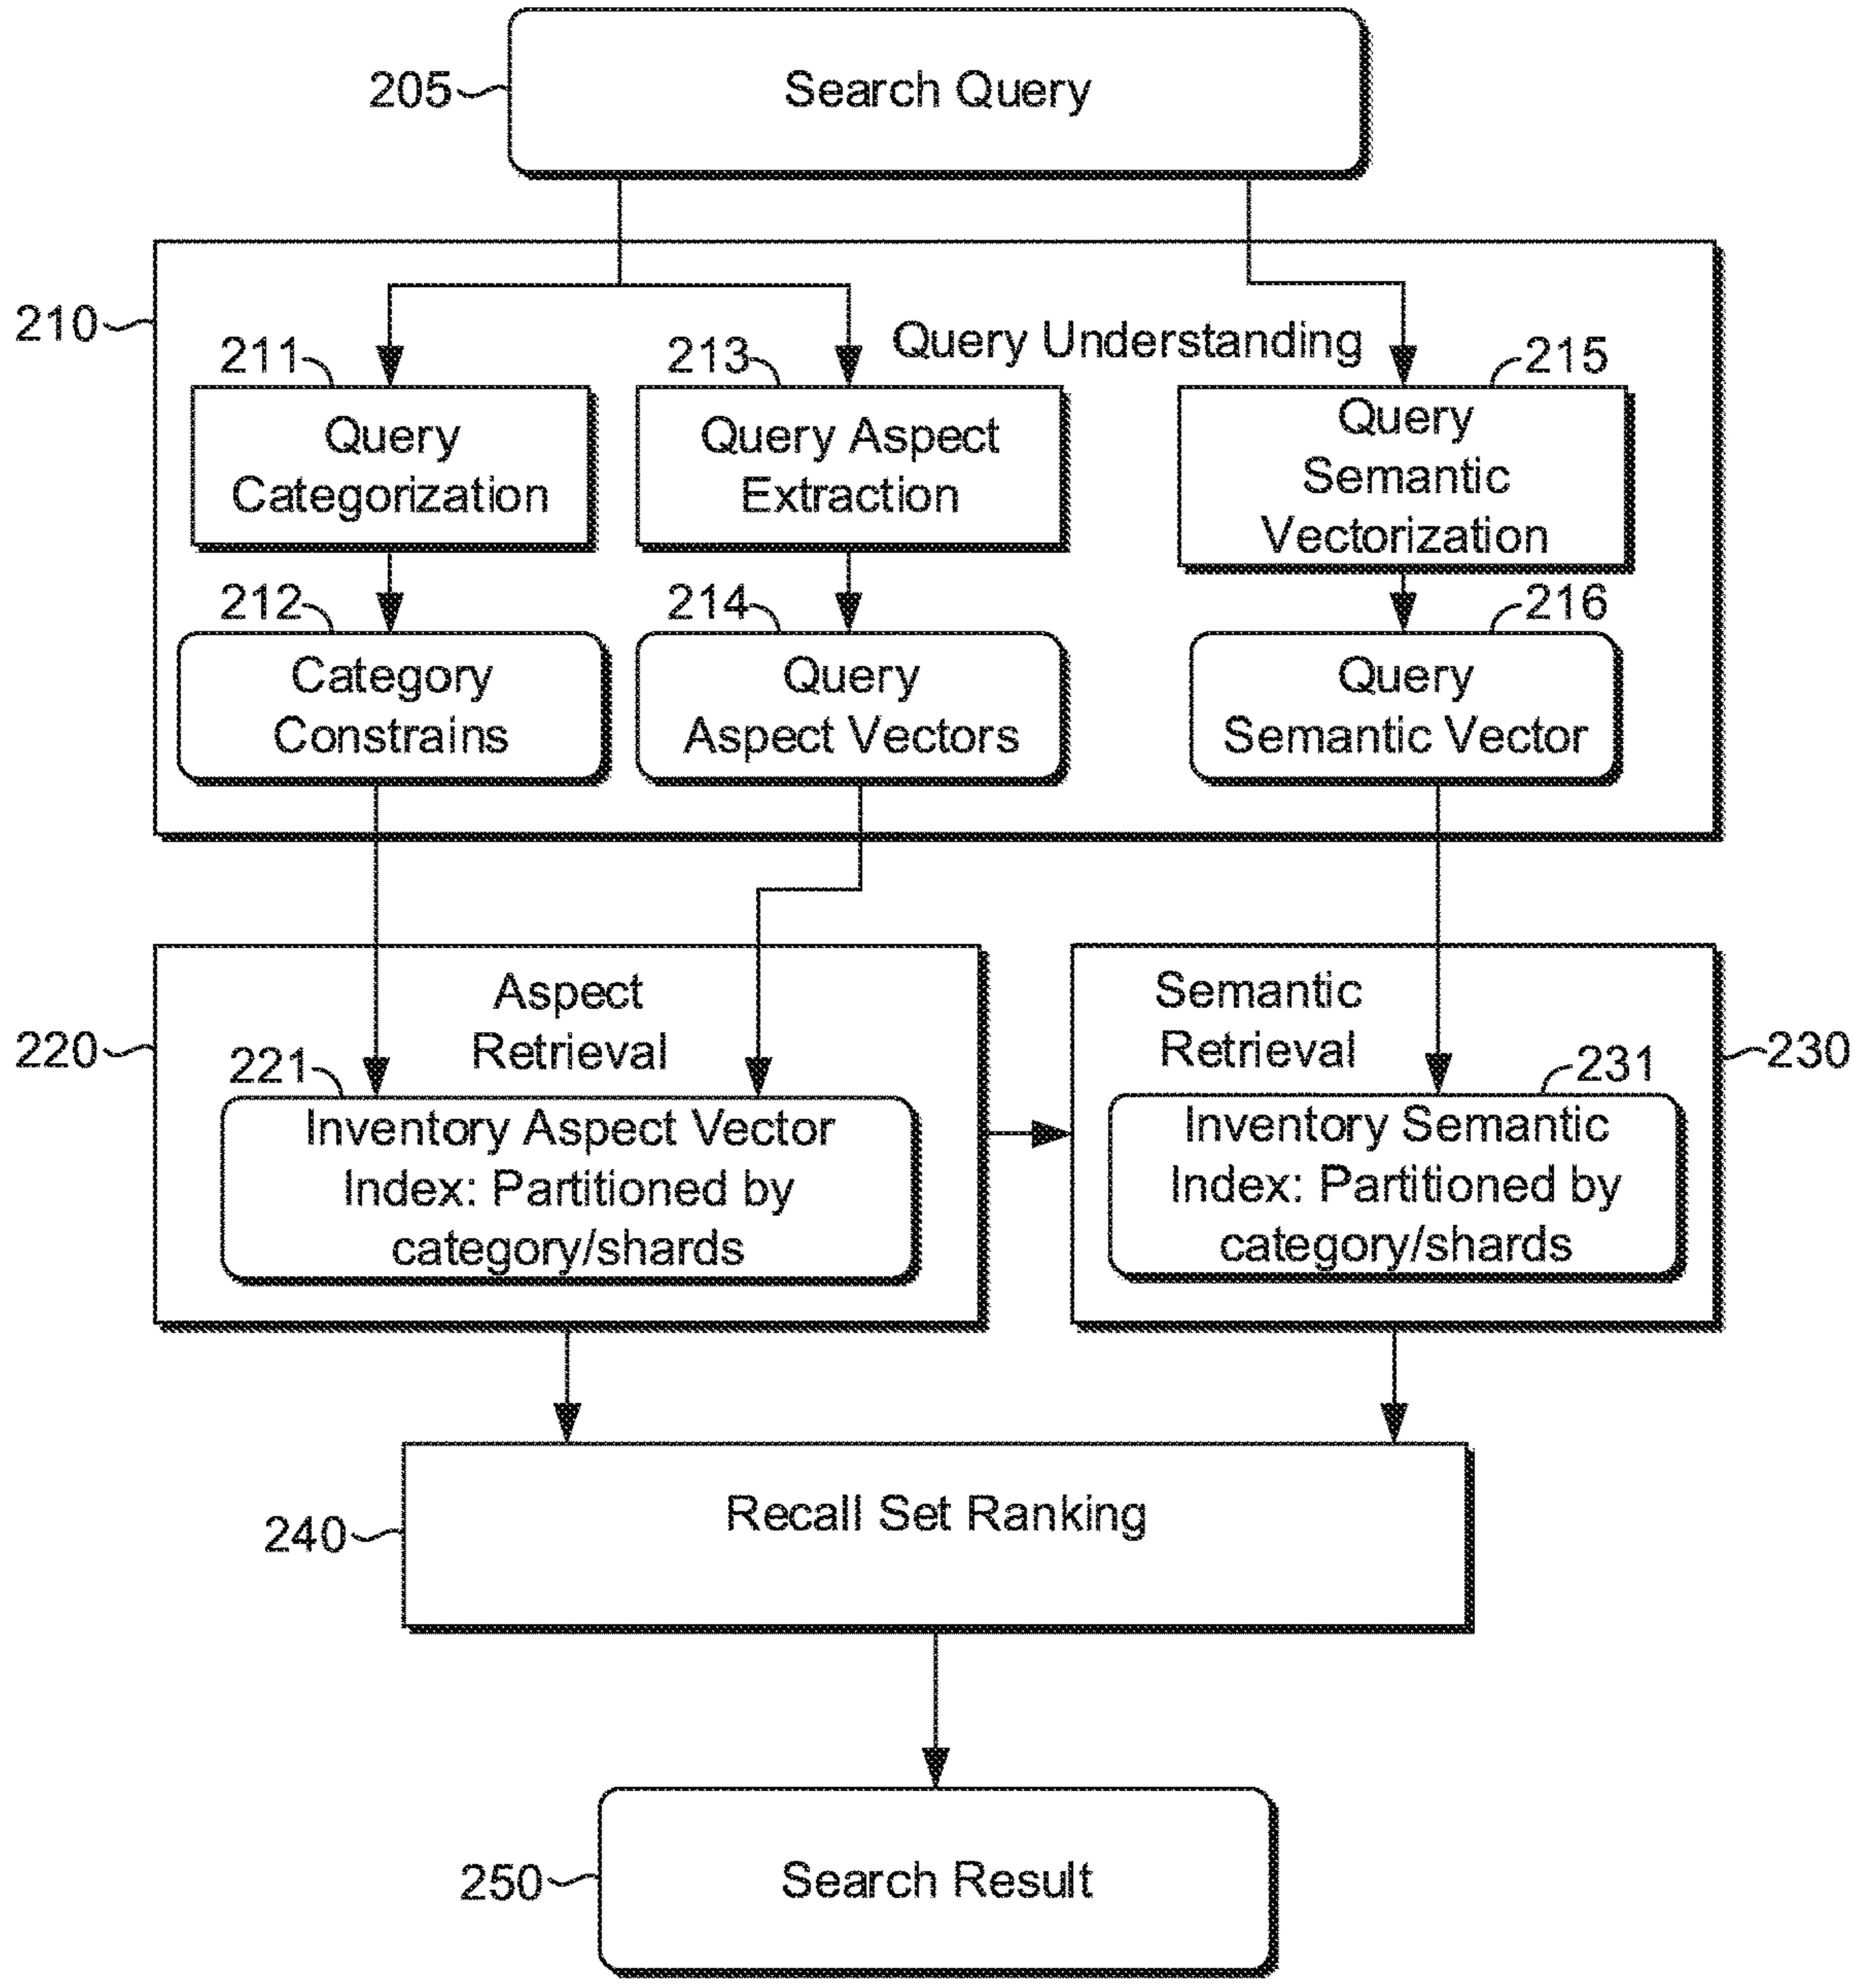 205
Search Query
210
Query Understanding
211
213
215
Query
Categorization
Query Aspect
Extraction
Query
Semantic
Vectorization
212
214
216
Category
Constrains
Query
Aspect Vectors
Query
Semantic Vector
220
Aspect
Retrieval
221
Inventory Aspect Vector
Index: Partitioned by
category/shards
Semantic
Retrieval
230
231
Inventory Semantic
Index: Partitioned by
category/shards
240
Recall Set Ranking
250
Search Result